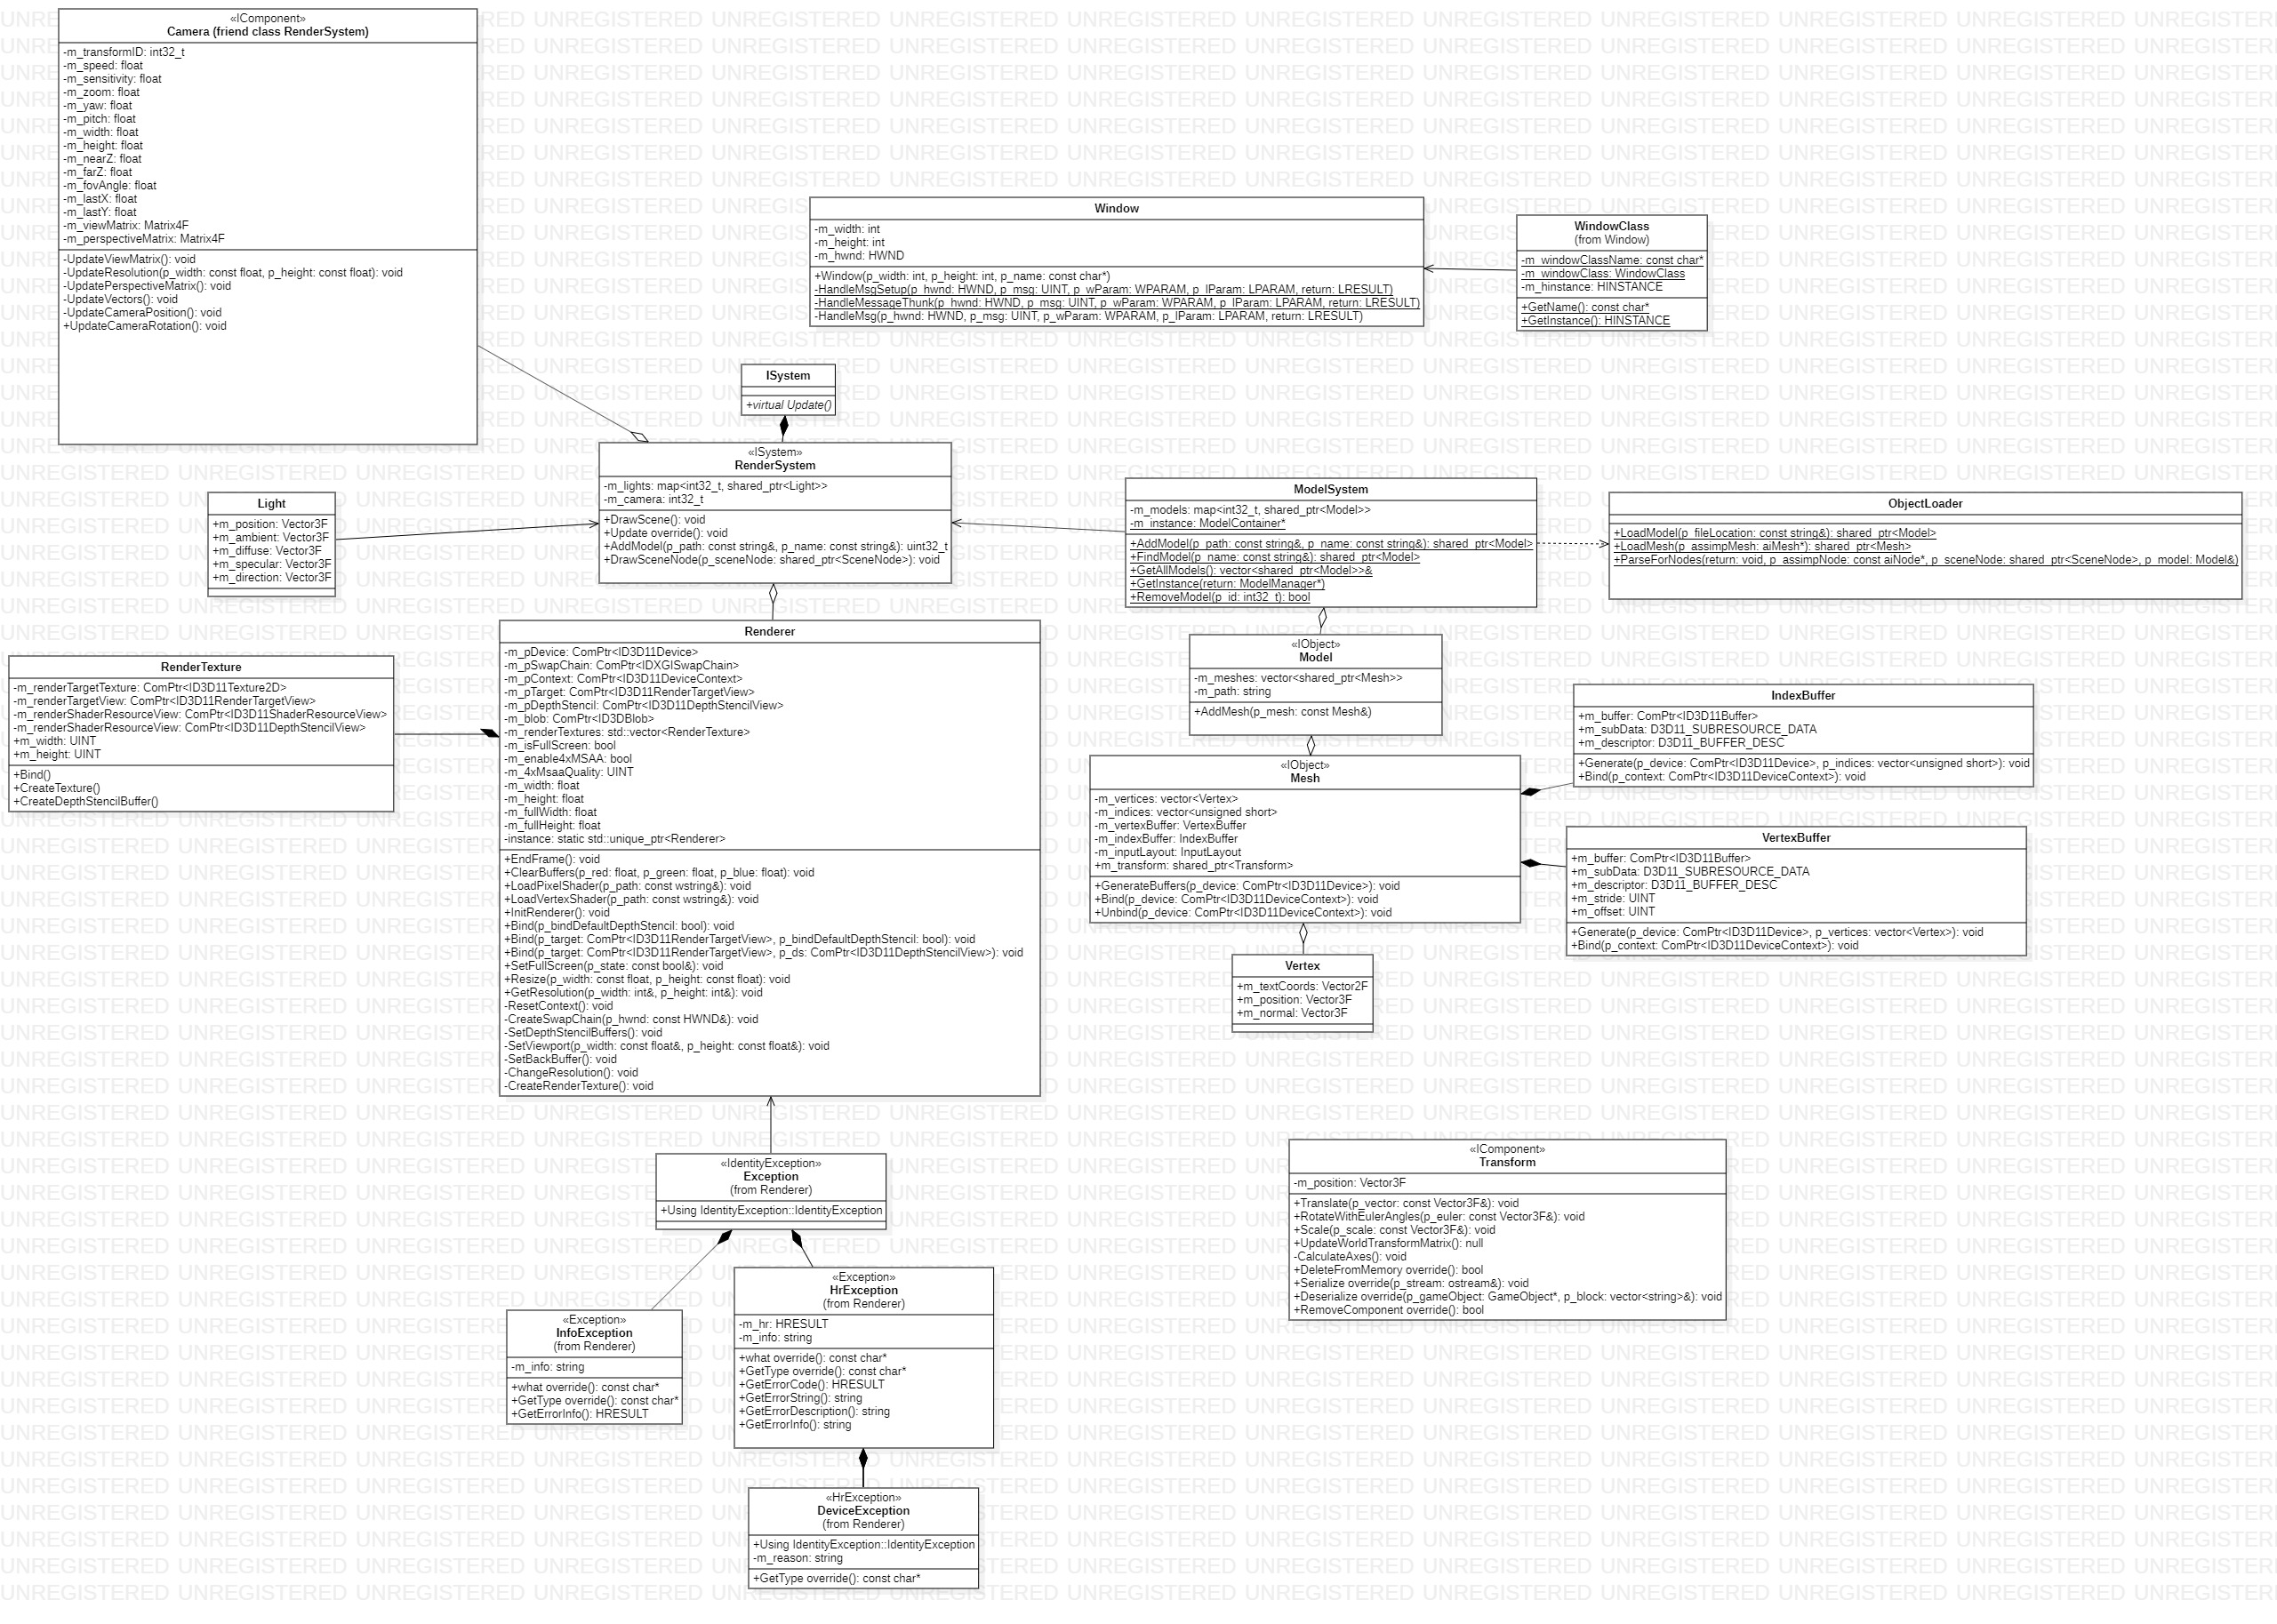 «IComponent»
Camera (friend class RenderSystem)
-m_transformID: int32_t
-m_speed: float
-m_sensitivity: float
-m_zoom: float
-m_yaw: float
-m_pitch: float
-m_width: float
-m_height: float
-m_nearZ: float
-m_farZ: float
-m_fovAngle: float
-m_lastX: float
-m_lastY: float
-m_viewMatrix: Matrix4F
-m_perspectiveMatrix: Matrix4F
-UpdateViewMatrix(): void
-UpdateResolution(p_width: const float, p_height: const float): void
-UpdatePerspectiveMatrix(): void
-UpdateVectors(): void
-UpdateCameraPosition(): void
+UpdateCameraRotation(): void
Window
-m_width: int
-m_height: int
-m_hwnd: HWND
+Window(p_width: int, p_height: int, p_name: const char*)
-HandleMsgSetup(p_hwnd: HWND, p_msg: UINT, p_wParam: WPARAM, p_lParam: LPARAM, return: LRESULT)
-HandleMessageThunk(p_hwnd: HWND, p_msg: UINT, p_wParam: WPARAM, p_lParam: LPARAM, return: LRESULT)
-HandleMsg(p_hwnd: HWND, p_msg: UINT, p_wParam: WPARAM, p_lParam: LPARAM, return: LRESULT)
WindowClass
(from Window)
-m_windowClassName: const char*
-m_windowClass: WindowClass
-m_hinstance: HINSTANCE
+GetName(): const char*
+GetInstance(): HINSTANCE
ISystem
+virtual Update()
«ISystem»
RenderSystem
-m_lights: map<int32_t, shared_ptr<Light>>
-m_camera: int32_t
+DrawScene(): void
+Update override(): void
+AddModel(p_path: const string&, p_name: const string&): uint32_t
+DrawSceneNode(p_sceneNode: shared_ptr<SceneNode>): void
Light
+m_position: Vector3F
+m_ambient: Vector3F
+m_diffuse: Vector3F
+m_specular: Vector3F
+m_direction: Vector3F
ModelSystem
-m_models: map<int32_t, shared_ptr<Model>>
-m_instance: ModelContainer*
+AddModel(p_path: const string&, p_name: const string&): shared_ptr<Model>
+FindModel(p_name: const string&): shared_ptr<Model>
+GetAllModels(): vector<shared_ptr<Model>>&
+GetInstance(return: ModelManager*)
+RemoveModel(p_id: int32_t): bool
ObjectLoader
+LoadModel(p_fileLocation: const string&): shared_ptr<Model>
+LoadMesh(p_assimpMesh: aiMesh*): shared_ptr<Mesh>
+ParseForNodes(return: void, p_assimpNode: const aiNode*, p_sceneNode: shared_ptr<SceneNode>, p_model: Model&)
Renderer
-m_pDevice: ComPtr<ID3D11Device>
-m_pSwapChain: ComPtr<IDXGISwapChain>
-m_pContext: ComPtr<ID3D11DeviceContext>
-m_pTarget: ComPtr<ID3D11RenderTargetView>
-m_pDepthStencil: ComPtr<ID3D11DepthStencilView>
-m_blob: ComPtr<ID3DBlob>
-m_renderTextures: std::vector<RenderTexture>
-m_isFullScreen: bool
-m_enable4xMSAA: bool
-m_4xMsaaQuality: UINT
-m_width: float
-m_height: float
-m_fullWidth: float
-m_fullHeight: float
-instance: static std::unique_ptr<Renderer>
+EndFrame(): void
+ClearBuffers(p_red: float, p_green: float, p_blue: float): void
+LoadPixelShader(p_path: const wstring&): void
+LoadVertexShader(p_path: const wstring&): void
+InitRenderer(): void
+Bind(p_bindDefaultDepthStencil: bool): void
+Bind(p_target: ComPtr<ID3D11RenderTargetView>, p_bindDefaultDepthStencil: bool): void
+Bind(p_target: ComPtr<ID3D11RenderTargetView>, p_ds: ComPtr<ID3D11DepthStencilView>): void
+SetFullScreen(p_state: const bool&): void
+Resize(p_width: const float, p_height: const float): void
+GetResolution(p_width: int&, p_height: int&): void
-ResetContext(): void
-CreateSwapChain(p_hwnd: const HWND&): void
-SetDepthStencilBuffers(): void
-SetViewport(p_width: const float&, p_height: const float&): void
-SetBackBuffer(): void
-ChangeResolution(): void
-CreateRenderTexture(): void
RenderTexture
-m_renderTargetTexture: ComPtr<ID3D11Texture2D>
-m_renderTargetView: ComPtr<ID3D11RenderTargetView>
-m_renderShaderResourceView: ComPtr<ID3D11ShaderResourceView>
-m_renderShaderResourceView: ComPtr<ID3D11DepthStencilView>
+m_width: UINT
+m_height: UINT
+Bind()
+CreateTexture()
+CreateDepthStencilBuffer()
«IObject»
Model
-m_meshes: vector<shared_ptr<Mesh>>
-m_path: string
+AddMesh(p_mesh: const Mesh&)
«IObject»
Mesh
-m_vertices: vector<Vertex>
-m_indices: vector<unsigned short>
-m_vertexBuffer: VertexBuffer
-m_indexBuffer: IndexBuffer
-m_inputLayout: InputLayout
+m_transform: shared_ptr<Transform>
+GenerateBuffers(p_device: ComPtr<ID3D11Device>): void
+Bind(p_device: ComPtr<ID3D11DeviceContext>): void
+Unbind(p_device: ComPtr<ID3D11DeviceContext>): void
IndexBuffer
+m_buffer: ComPtr<ID3D11Buffer>
+m_subData: D3D11_SUBRESOURCE_DATA
+m_descriptor: D3D11_BUFFER_DESC
+Generate(p_device: ComPtr<ID3D11Device>, p_indices: vector<unsigned short>): void
+Bind(p_context: ComPtr<ID3D11DeviceContext>): void
VertexBuffer
+m_buffer: ComPtr<ID3D11Buffer>
+m_subData: D3D11_SUBRESOURCE_DATA
+m_descriptor: D3D11_BUFFER_DESC
+m_stride: UINT
+m_offset: UINT
+Generate(p_device: ComPtr<ID3D11Device>, p_vertices: vector<Vertex>): void
+Bind(p_context: ComPtr<ID3D11DeviceContext>): void
Vertex
+m_textCoords: Vector2F
+m_position: Vector3F
+m_normal: Vector3F
«IdentityException»
Exception
(from Renderer)
+Using IdentityException::IdentityException
«IComponent»
Transform
-m_position: Vector3F
+Translate(p_vector: const Vector3F&): void
+RotateWithEulerAngles(p_euler: const Vector3F&): void
+Scale(p_scale: const Vector3F&): void
+UpdateWorldTransformMatrix(): null
-CalculateAxes(): void
+DeleteFromMemory override(): bool
+Serialize override(p_stream: ostream&): void
+Deserialize override(p_gameObject: GameObject*, p_block: vector<string>&): void
+RemoveComponent override(): bool
«Exception»
InfoException
(from Renderer)
-m_info: string
+what override(): const char*
+GetType override(): const char*
+GetErrorInfo(): HRESULT
«Exception»
HrException
(from Renderer)
-m_hr: HRESULT
-m_info: string
+what override(): const char*
+GetType override(): const char*
+GetErrorCode(): HRESULT
+GetErrorString(): string
+GetErrorDescription(): string
+GetErrorInfo(): string
«HrException»
DeviceException
(from Renderer)
+Using IdentityException::IdentityException
-m_reason: string
+GetType override(): const char*
UNREGISTERED